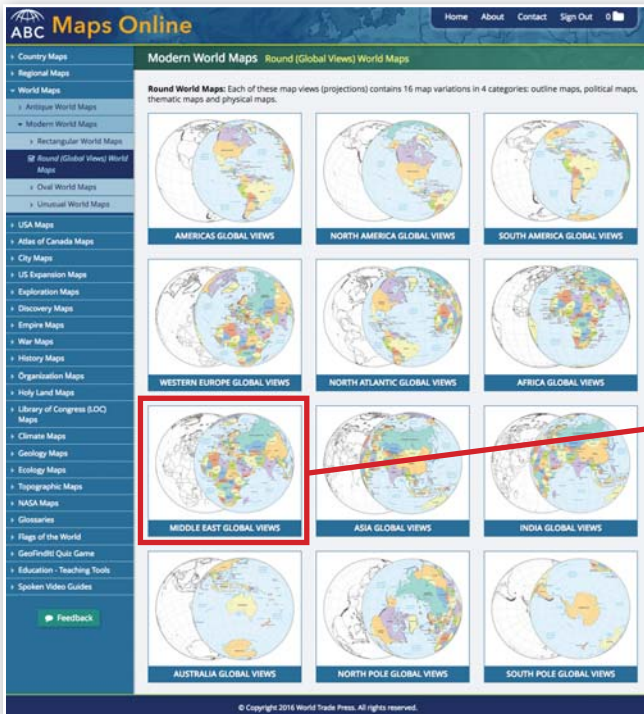 ABC Maps Online
Home About Contact Sign Out 0
Country Maps
Regional Maps
World Maps
Antique World Maps
Modern World Maps
Rectangular World Maps
Round (Global Views) World
Maps
Oval World Maps
Unusual World Maps
USA Maps
Atlas of Canada Maps
City Maps
US Expansion Maps
Exploration Maps
Discovery Maps
Empire Maps
War Maps
History Maps
Organization Maps
Holy Land Maps
Library of Congress (LOC)
Maps
Climate Maps
Geology Maps
Ecology Maps
Topographic Maps
NASA Maps
Glossaries
Flags of the World
GeoFindIt! Quiz Game
Education - Teaching Tools
Spoken Video Guides
Feedback
Modern World Maps Round (Global Views) World Maps
Round World Maps: Each of these map views (projections) contains 16 map variations in 4 categories: outline maps, political maps,
thematic maps and physical maps.
AMERICAS GLOBAL VIEWS
NORTH AMERICA GLOBAL VIEWS
SOUTH AMERICA GLOBAL VIEWS
WESTERN EUROPE GLOBAL VIEWS
NORTH ATLANTIC GLOBAL VIEWS
AFRICA GLOBAL VIEWS
MIDDLE EAST GLOBAL VIEWS
ASIA GLOBAL VIEWS
INDIA GLOBAL VIEWS
AUSTRALIA GLOBAL VIEWS
NORTH POLE GLOBAL VIEWS
SOUTH POLE GLOBAL VIEWS
© Copyright 2016 World Trade Press. All rights reserved.